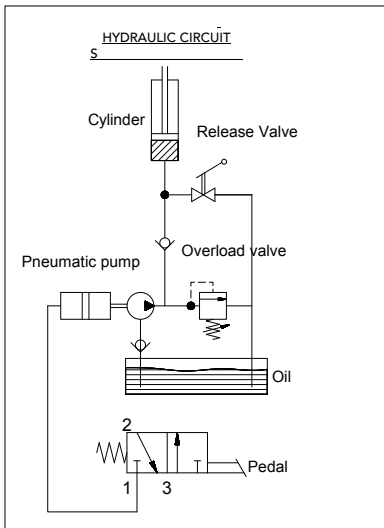 HYDRAULIC CIRCUIT
S
Cylinder
Release Valve
Overload valve
Pneumatic pump
Oil
2
1 3
Pedal